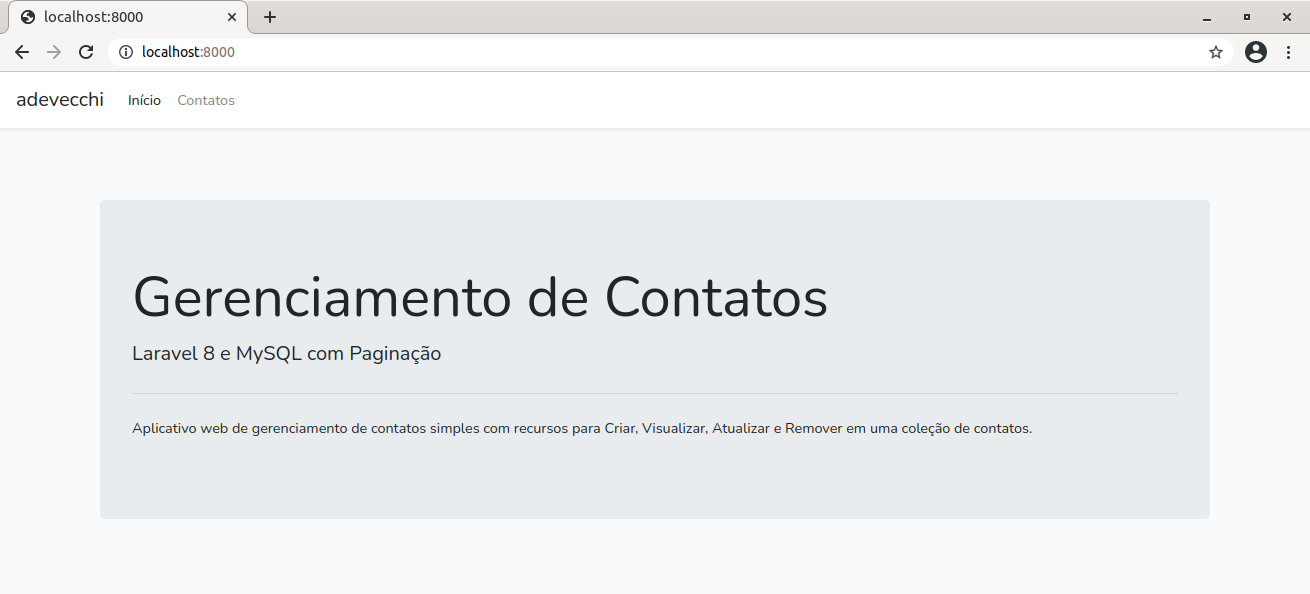 localhost:8000
localhost:8000
adevecchi Início Contatos
Gerenciamento de Contatos
Laravel 8 e MySQL com Paginação
Aplicativo web de gerenciamento de contatos simples com recursos para Criar, Visualizar, Atualizar e Remover em uma coleção de contatos.